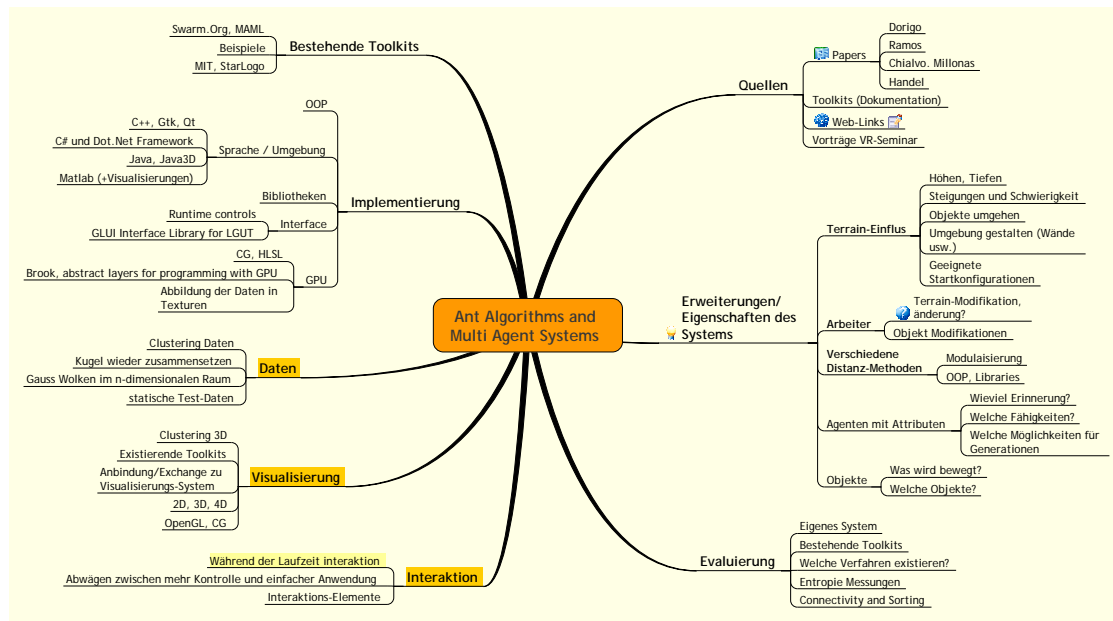 Ant Algorithms and
Multi Agent Systems
Bestehende Toolkits
Swarm.Org, MAML
Beispiele
MIT, StarLogo
Implementierung
OOP
Sprache / Umgebung
C++, Gtk, Qt
C# und Dot.Net Framework
Java, Java3D
Matlab (+Visualisierungen)
Bibliotheken
Interface
Runtime controls
GLUI Interface Library for LGUT
GPU
CG, HLSL
Brook, abstract layers for programming with GPU
Abbildung der Daten in
Texturen
Daten
Clustering Daten
Kugel wieder zusammensetzen
Gauss Wolken im n-dimensionalen Raum
statische Test-Daten
Visualisierung
Clustering 3D
Existierende Toolkits
Anbindung/Exchange zu
Visualisierungs-System
2D, 3D, 4D
OpenGL, CG
Interaktion
Während der Laufzeit interaktion
Abwägen zwischen mehr Kontrolle und einfacher Anwendung
Interaktions-Elemente
Quellen
Papers
Dorigo
Ramos
Chialvo. Millonas
Handel
Toolkits (Dokumentation)
Web-Links
Vorträge VR-Seminar
Erweiterungen/
Eigenschaften des
Systems
Terrain-Einflus
Höhen, Tiefen
Steigungen und Schwierigkeit
Objekte umgehen
Umgebung gestalten (Wände
usw.)
Geeignete
Startkonfigurationen
Arbeiter
Terrain-Modifikation,
änderung?
Objekt Modifikationen
Verschiedene
Distanz-Methoden
Modulaisierung
OOP, Libraries
Agenten mit Attributen
Wieviel Erinnerung?
Welche Fähigkeiten?
Welche Möglichkeiten für
Generationen
Objekte
Was wird bewegt?
Welche Objekte?
Evaluierung
Eigenes System
Bestehende Toolkits
Welche Verfahren existieren?
Entropie Messungen
Connectivity and Sorting